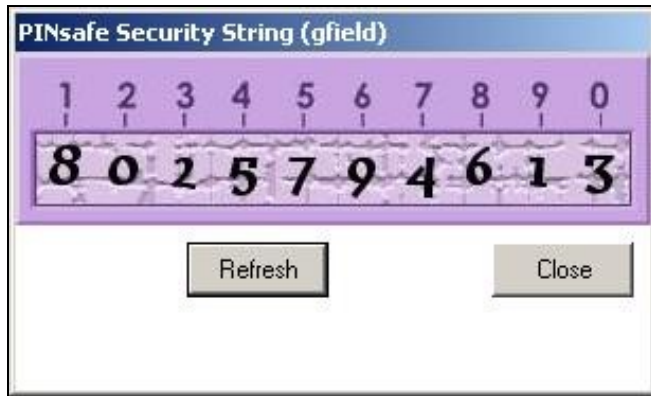 PINsafe Security String (gfield)
1 2 3 4 5 6 7 8 9 0
8 0 2 5 7 9 4 6 1 3
Refresh Close